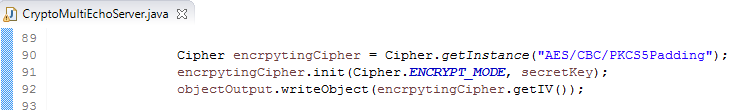 CryptoMultiEchoServer.java
89
90 Cipher encrpytingCipher = Cipher.getInstance("AES/CBC/PKCS5Padding");
91 encrpytingCipher.init(Cipher.ENCRYPT_MODE, secretKey);
92 objectOutput.writeObject(encrpytingCipher.getIV());
93